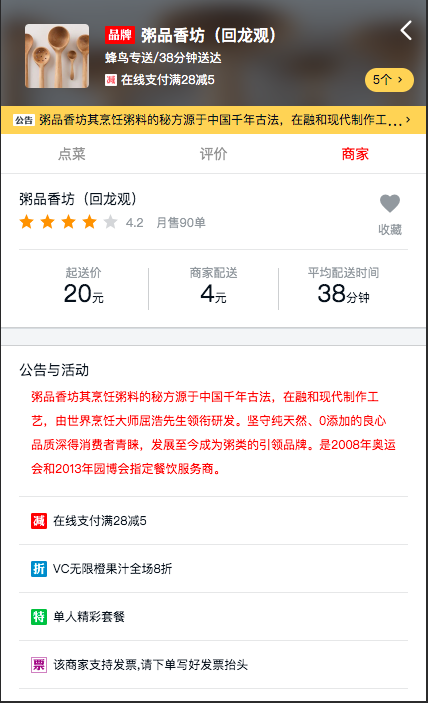 品牌 粥品香坊（回龙观）
蜂鸟专送/38分钟送达
减 在线支付满28减5
5个 >
公告 粥品香坊其烹饪粥料的秘方源于中国千年古法，在融和现代制作工... >
点菜 评价 商家
粥品香坊（回龙观）
4.2 月售90单
收藏
起送价 商家配送 平均配送时间
20元 4元 38分钟
公告与活动
粥品香坊其烹饪粥料的秘方源于中国千年古法，在融和现代制作工
艺，由世界烹饪大师屈浩先生领衔研发。坚守纯天然、0添加的良心
品质深得消费者青睐，发展至今成为粥类的引领品牌。是2008年奥运
会和2013年园博会指定餐饮服务商。
减 在线支付满28减5
折 VC无限橙果汁全场8折
特 单人精彩套餐
票 该商家支持发票,请下单写好发票抬头